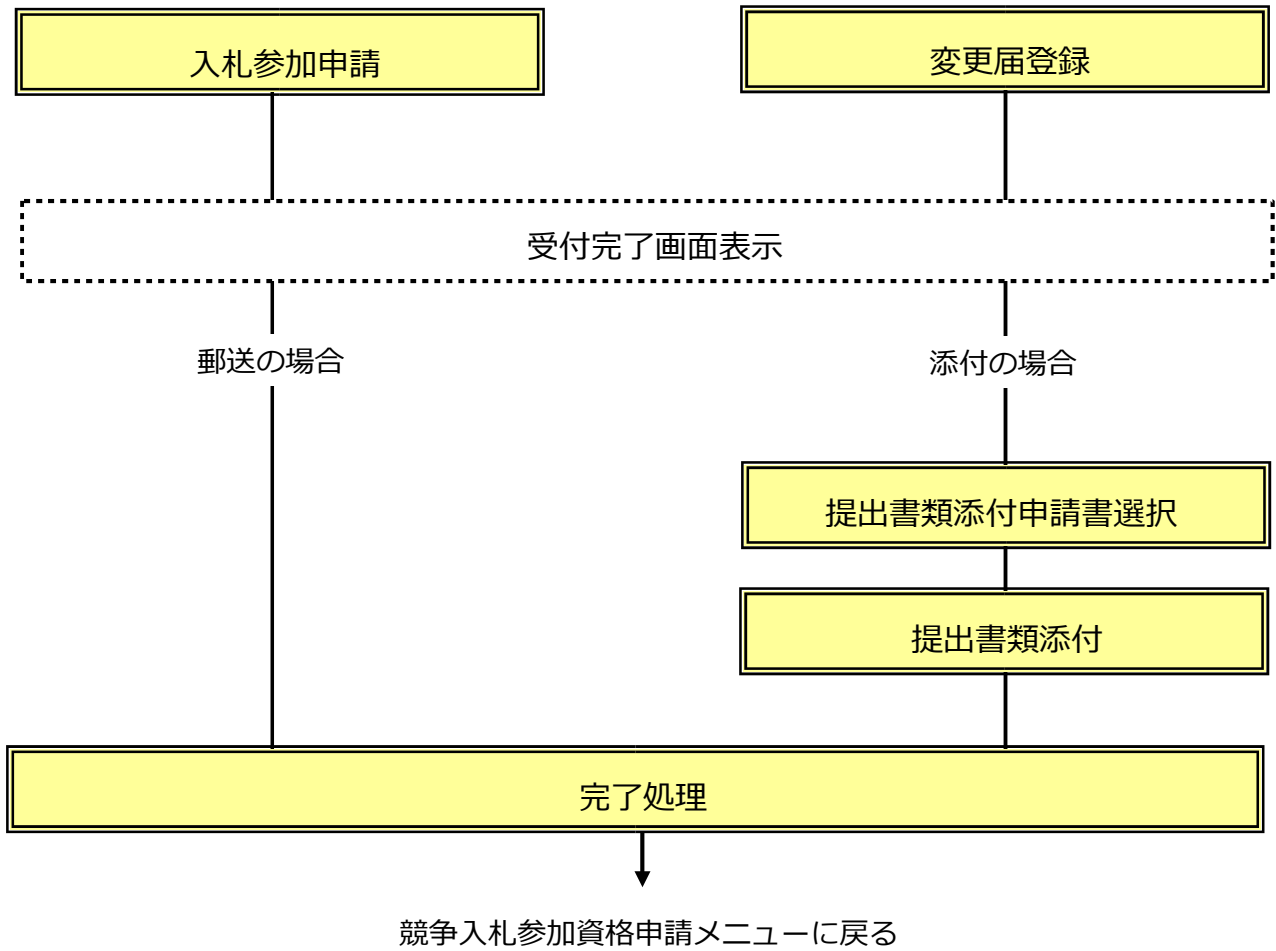 入札参加申請
変更届登録
受付完了画面表示
郵送の場合
添付の場合
提出書類添付申請書選択
提出書類添付
完了処理
競争入札参加資格申請メニューに戻る